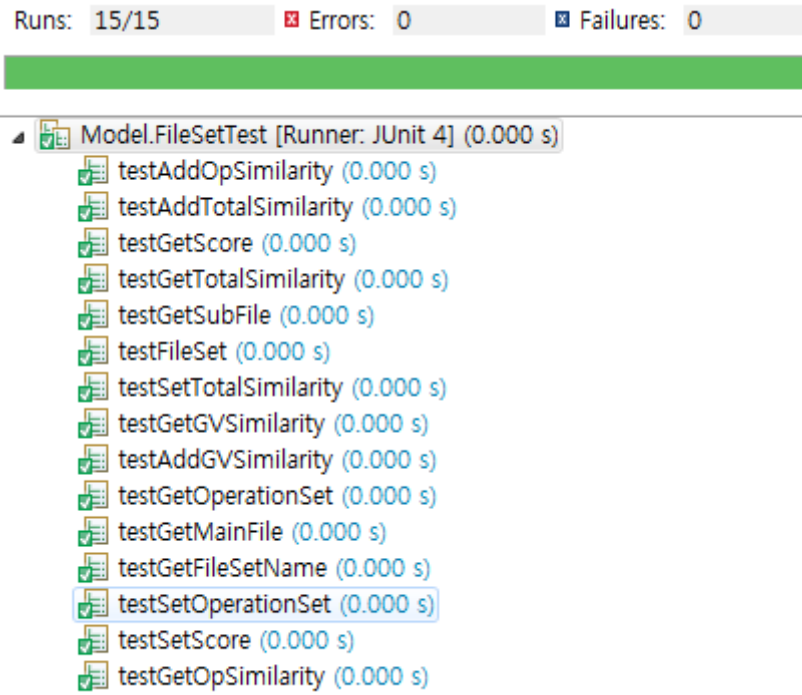 Runs: 15/15 Errors: 0 Failures: 0
Model.FileSetTest [Runner: JUnit 4] (0.000 s)
testAddOpSimilarity (0.000 s)
testAddTotalSimilarity (0.000 s)
testGetScore (0.000 s)
testGetTotalSimilarity (0.000 s)
testGetSubFile (0.000 s)
testFileSet (0.000 s)
testSetTotalSimilarity (0.000 s)
testGetGVSimilarity (0.000 s)
testAddGVSimilarity (0.000 s)
testGetOperationSet (0.000 s)
testGetMainFile (0.000 s)
testGetFileSetName (0.000 s)
testSetOperationSet (0.000 s)
testSetScore (0.000 s)
testGetOpSimilarity (0.000 s)